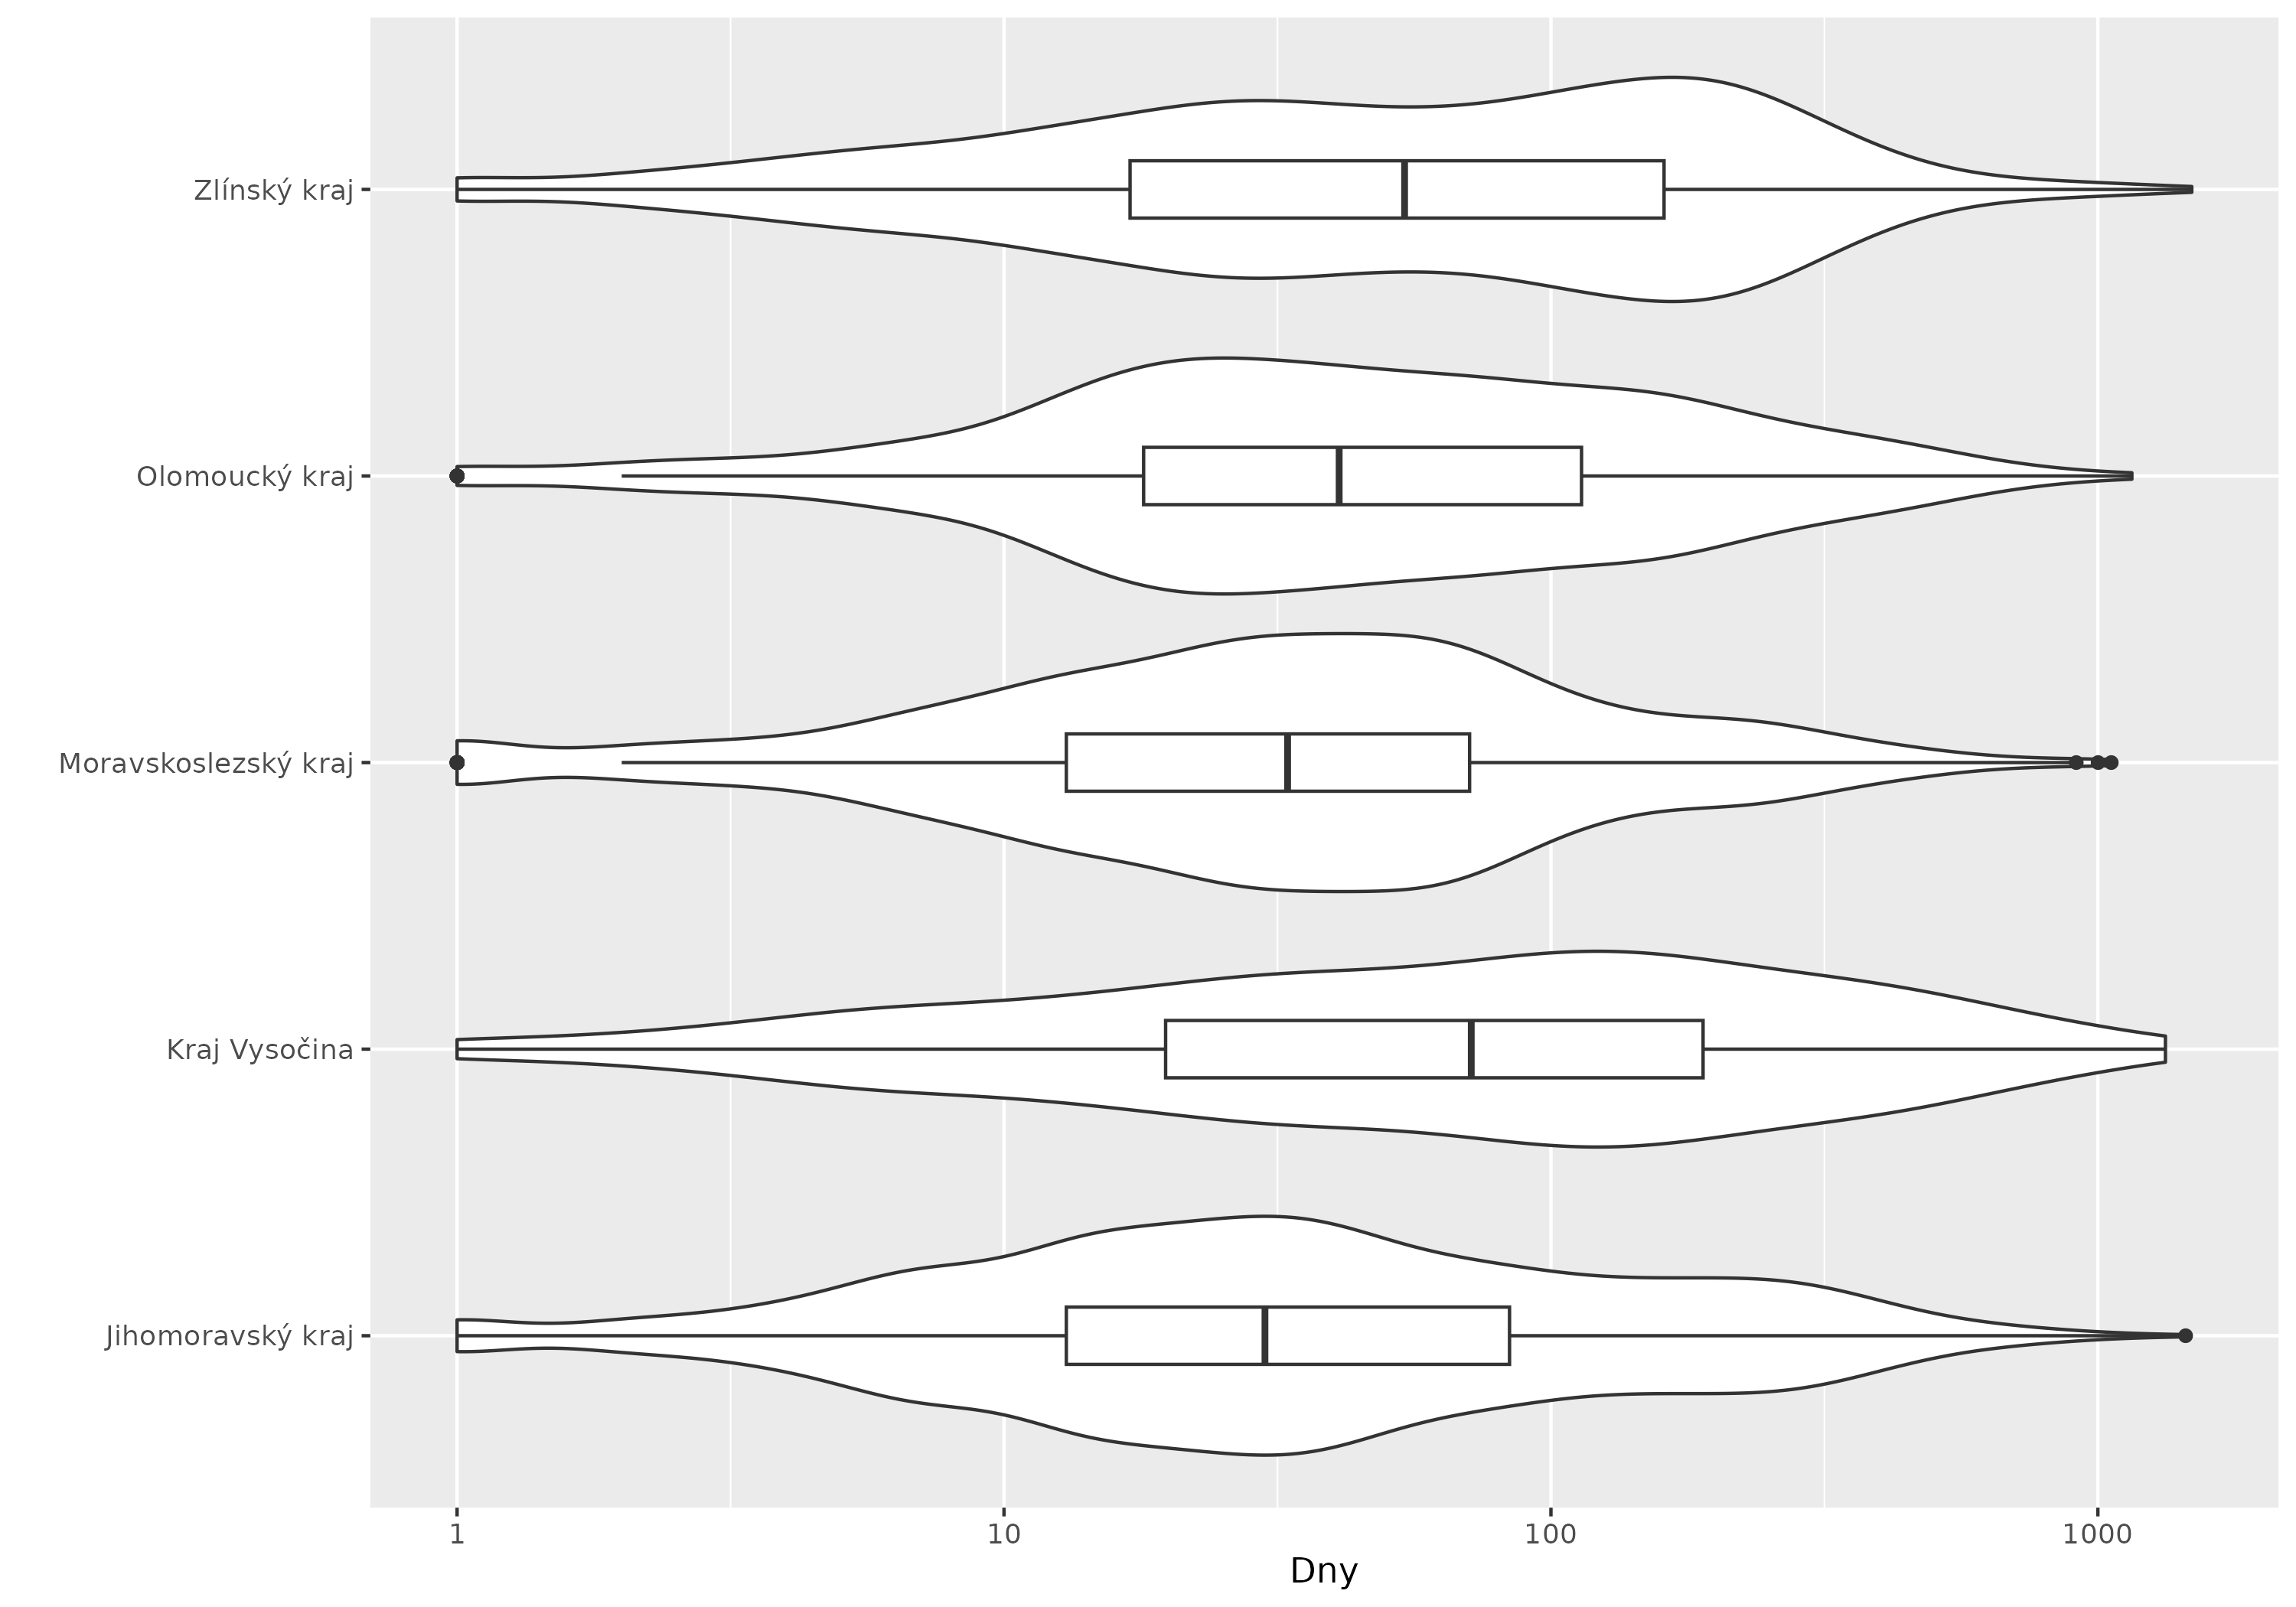 Zlínský kraj
Olomoucký kraj
Moravskoslezský kraj
Kraj Vysočina
Jihomoravský kraj
1 10 100 1000
Dny